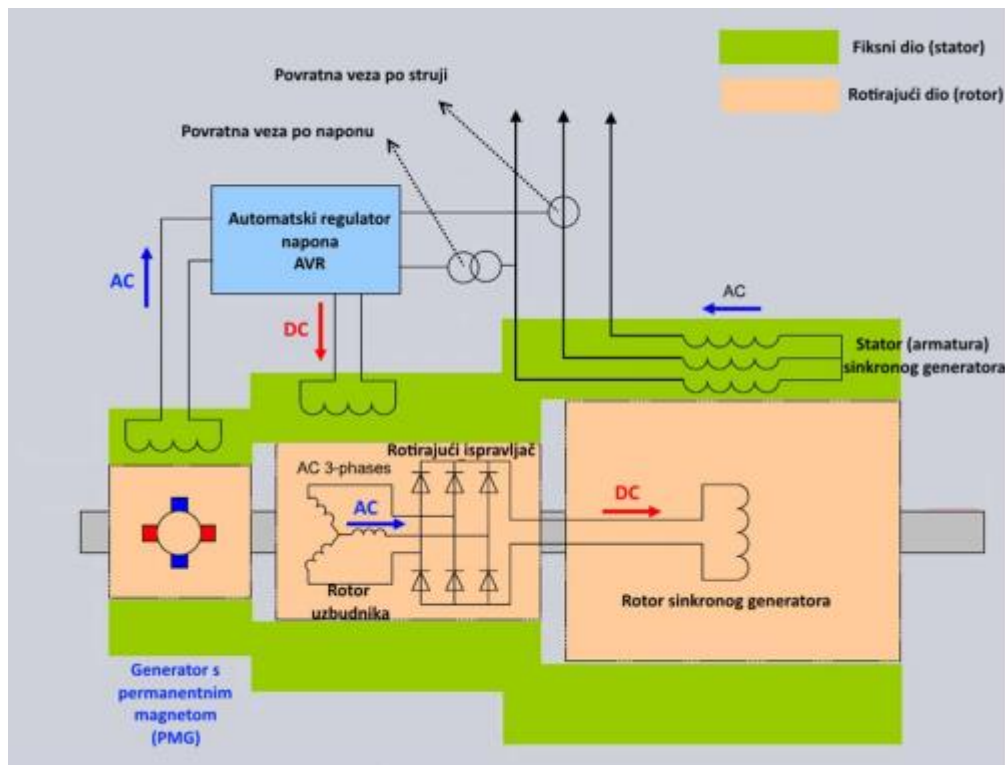 Fiksni dio (stator)
Povratna veza po struji
Rotirajući dio (rotor)
Povratna veza po naponu
Automatski regulator
napona
AVR
AC
DC
AC
Stator (armatura)
sinkronog generatora
Rotirajući ispravljač
AC 3-phases
AC
DC
Rotor
uzbudnika
Rotor sinkronog generatora
Generator s
permanentnim
magnetom
(PMG)